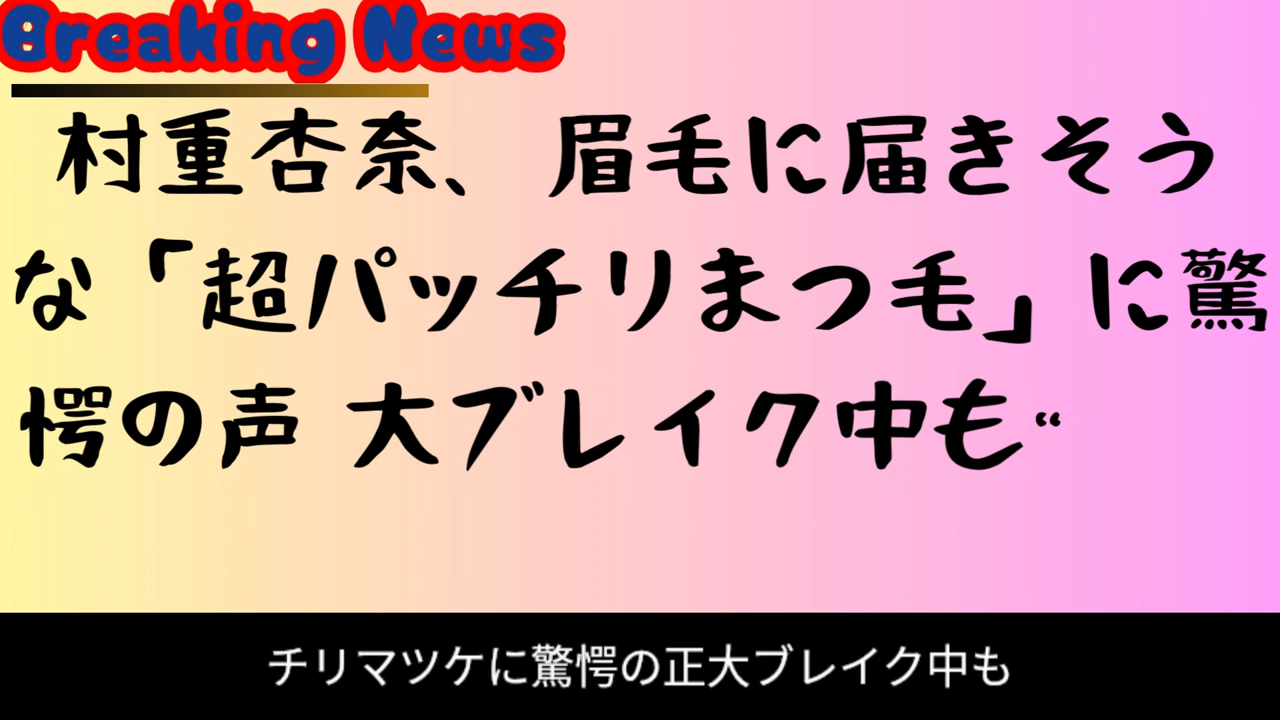 Breaking News
村重杏奈、 眉毛に届きそう
な「超パッチリまつ毛」に驚
愕の声 大ブレイク中も“
チリマツケに驚愕の正大ブレイク中も